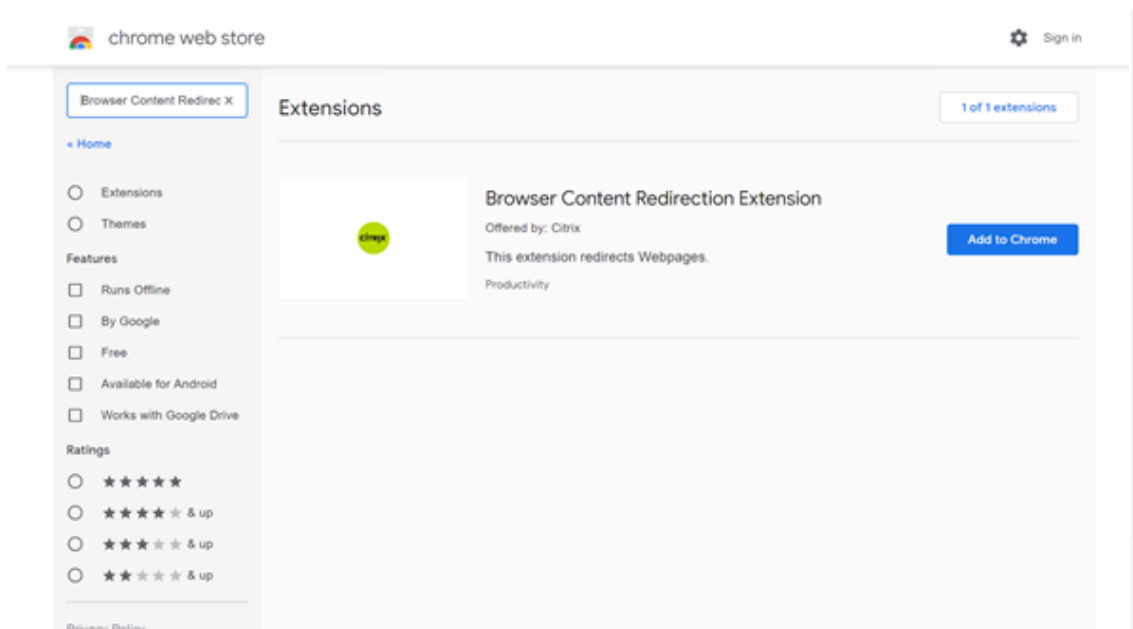 chrome web store
Sign in
Browser Content Redirec X
Extensions
1 of 1 extensions
« Home
Extensions
Themes
Features
Runs Offline
By Google
Free
Available for Android
Works with Google Drive
Ratings
& up
& up
& up
citrix
Browser Content Redirection Extension
Offered by: Citrix
This extension redirects Webpages.
Productivity
Add to Chrome
Privacy Policy